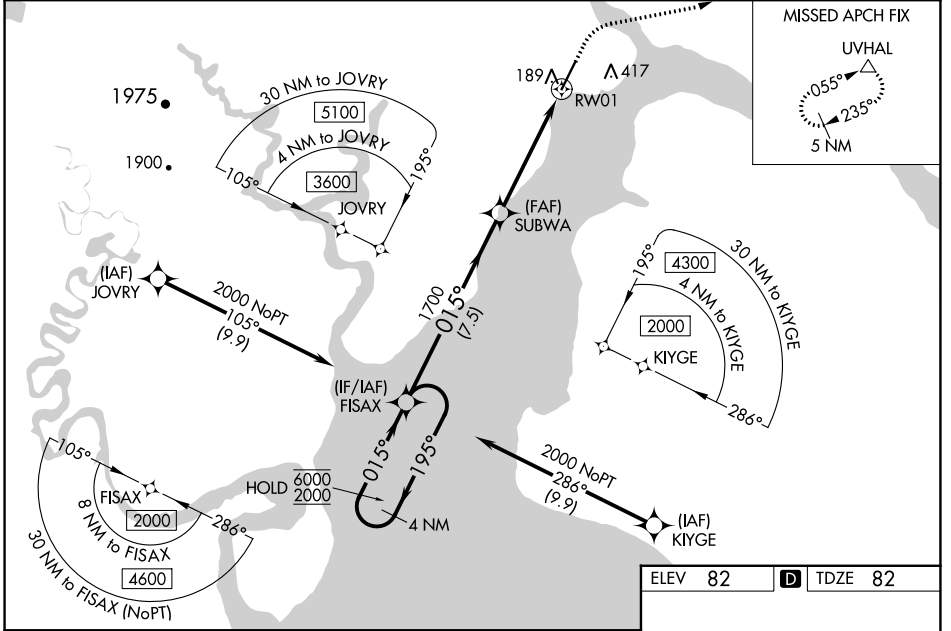 MISSED APCH FIX
UVHAL
055°
235°
5 NM
189
417
RW01
1975
1900
30 NM to JOVRY
5100
4 NM to JOVRY
3600
105°
195°
JOVRY
(FAF)
SUBWA
(IAF)
JOVRY
2000 NoPT
105°
(9.9)
1700
015°
(7.5)
195°
4300
30 NM to KIYGE
4 NM to KIYGE
2000
KIYGE
286°
(IF/IAF)
FISAX
015°
195°
HOLD
6000
2000
4 NM
2000 NoPT
286°
(9.9)
(IAF)
KIYGE
105°
FISAX
286°
2000
8 NM to FISAX
4600
30 NM to FISAX (NoPT)
ELEV 82
D
TDZE 82